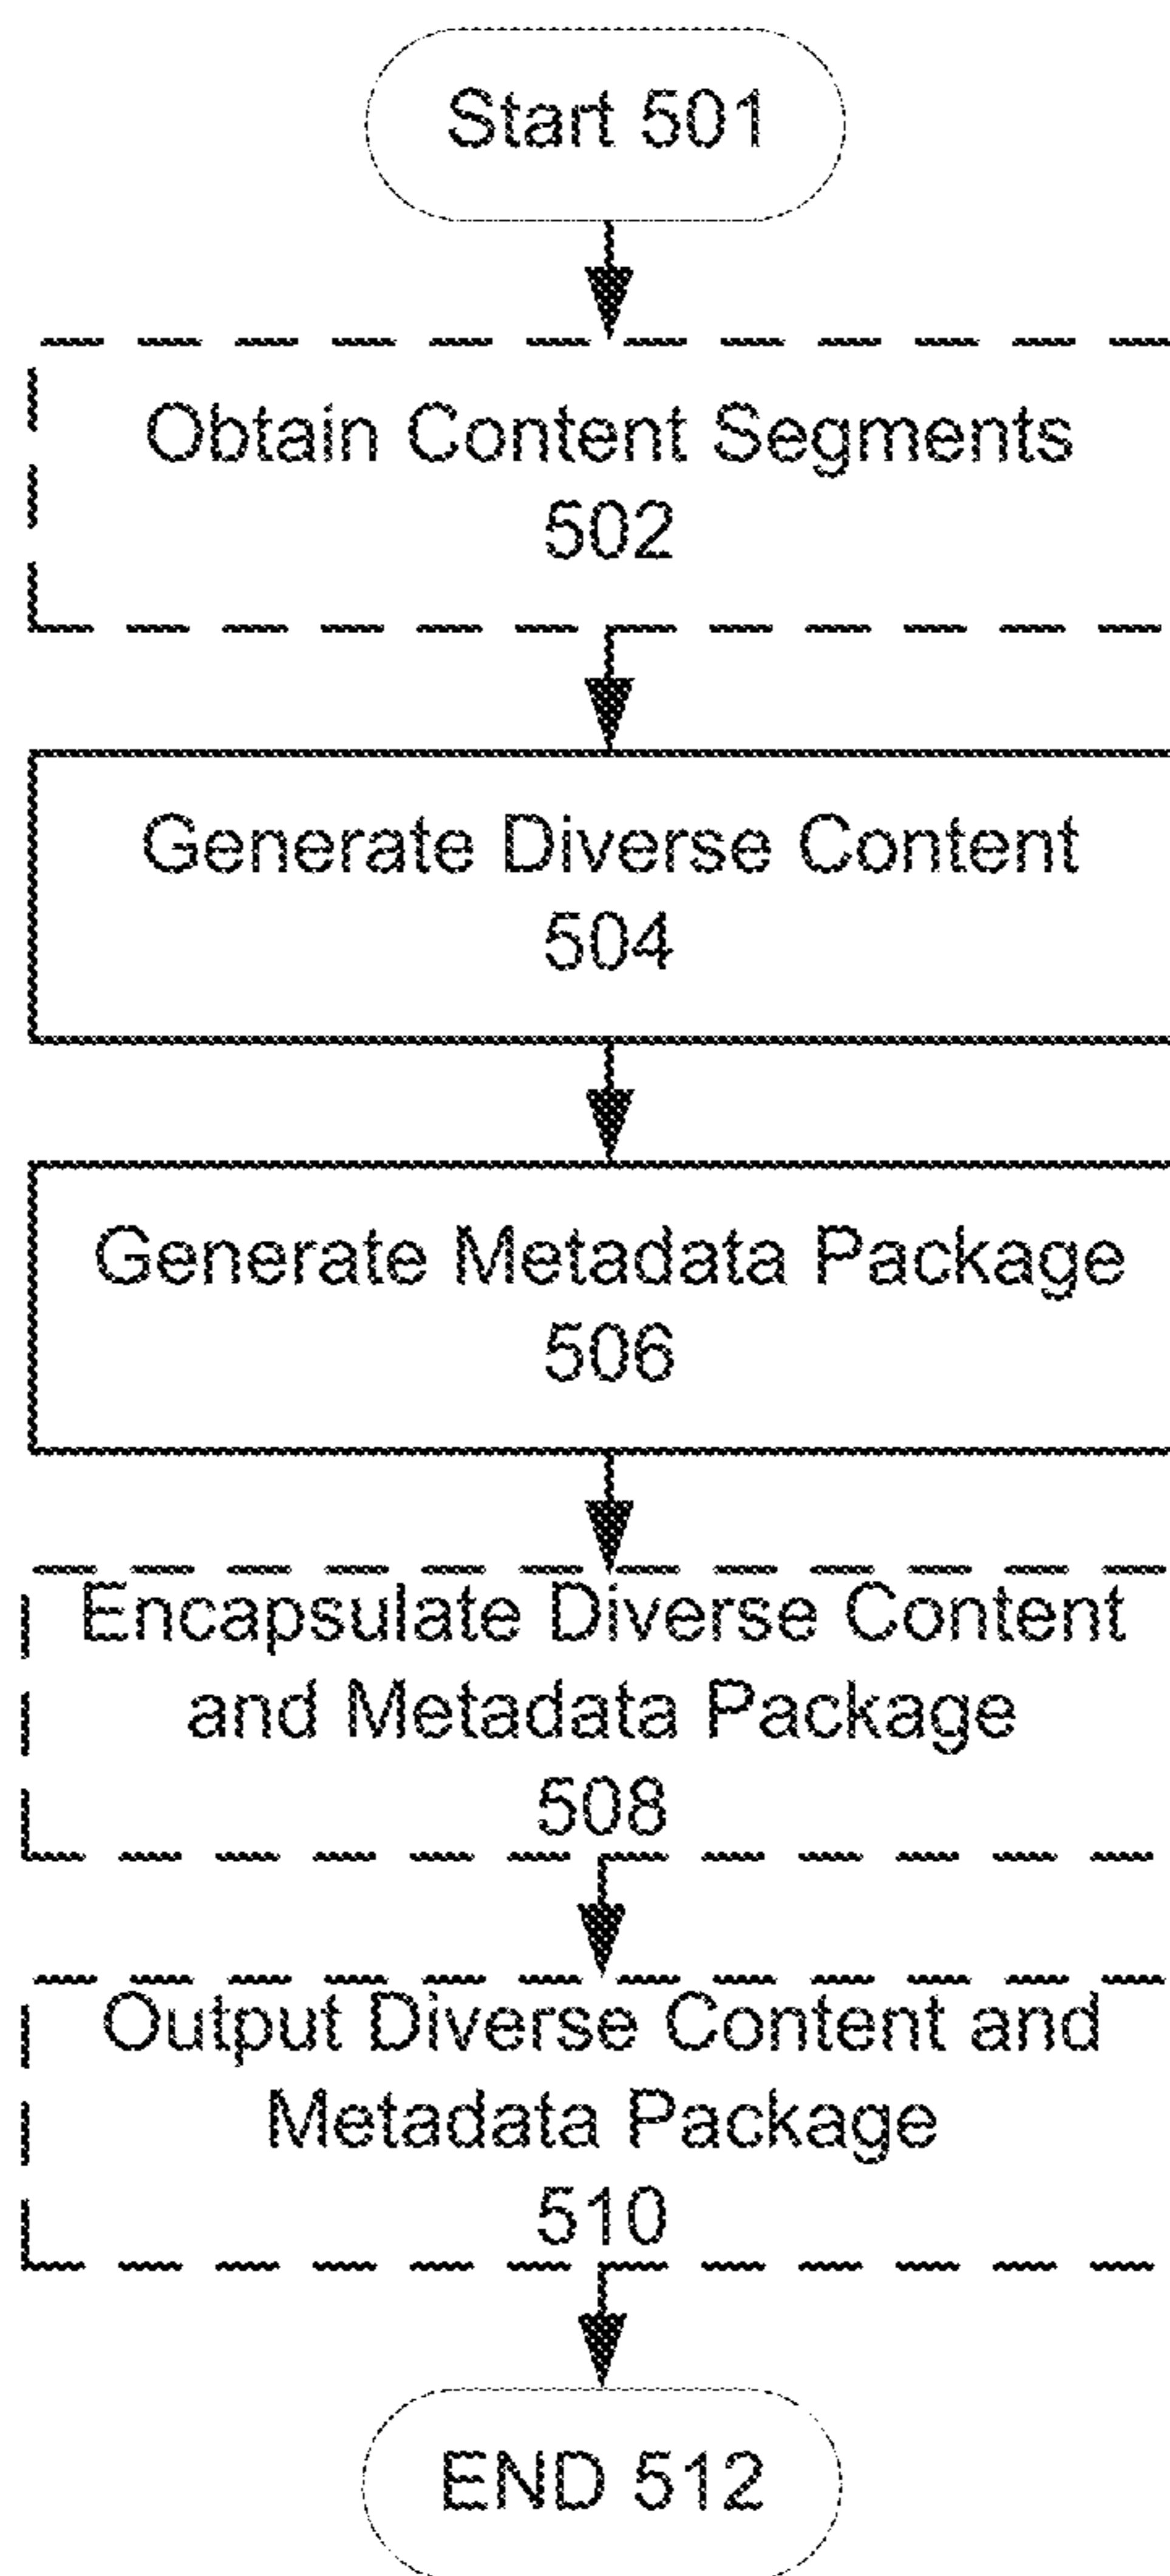 Start 501
Obtain Content Segments
502
Generate Diverse Content
504
Generate Metadata Package
506
Encapsulate Diverse Content
and Metadata Package
508
Output Diverse Content and
Metadata Package
510
END 512